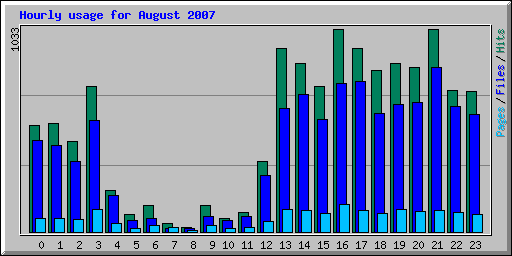 Hourly usage for August 2007
1033
Pages/Files/Hits
0 1 2 3 4 5 6 7 8 9 10 11 12 13 14 15 16 17 18 19 20 21 22 23